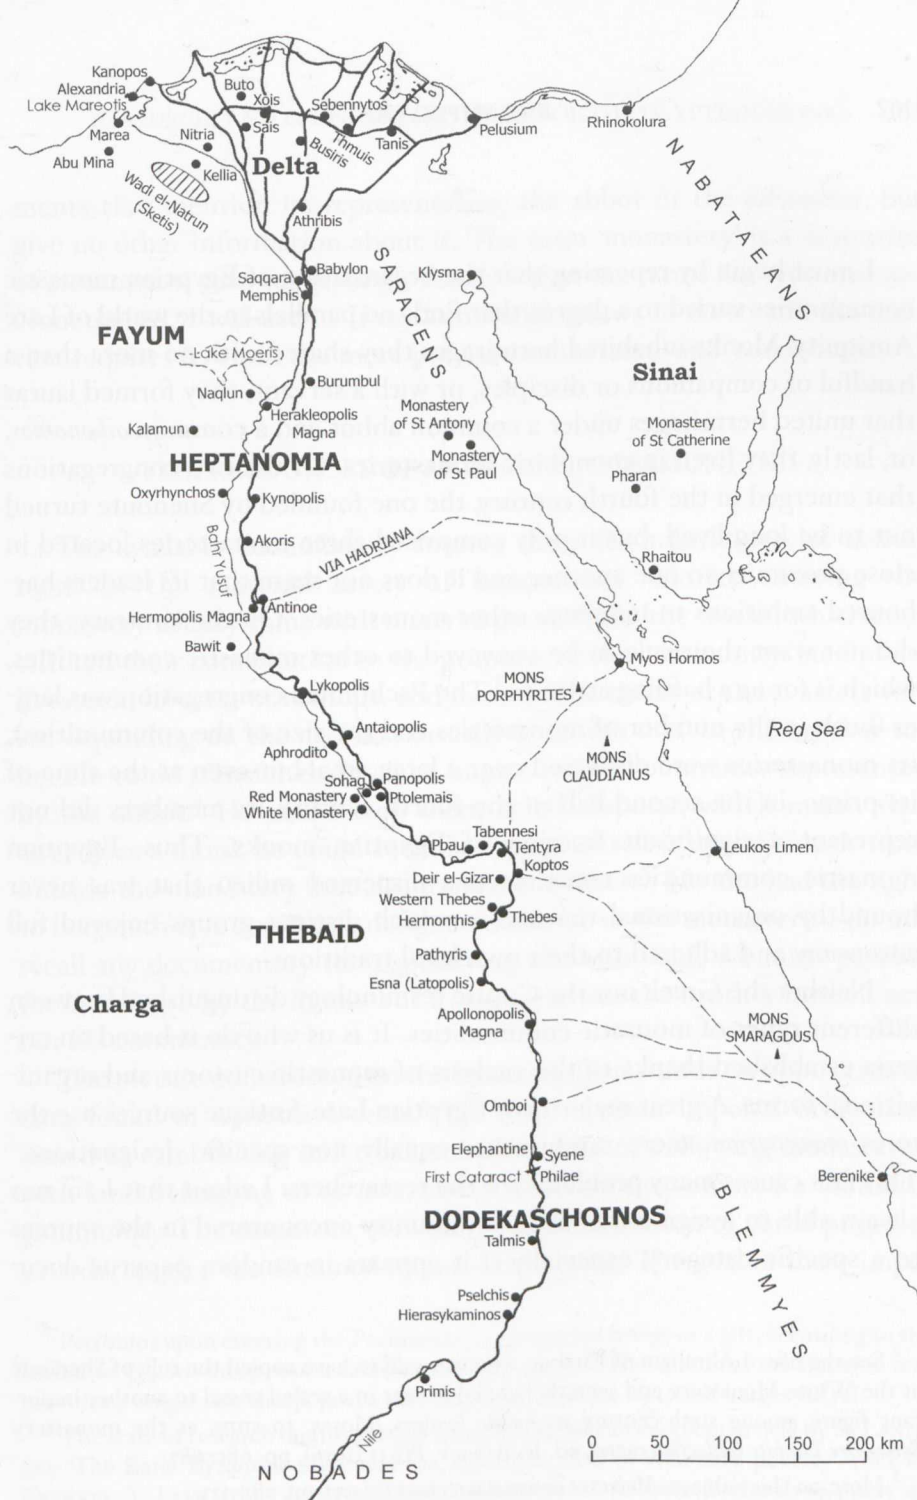 Kanopos
Alexandria
Lake Mareotis
Marea
Abu Mina
Nitria
Kellia
Wadi el-Natrun
(Sketis)
Buto
Xois
Sais
Sebennytos
Busiris
Thmuis
Tanis
Pelusium
Rhinokolura
Delta
Athribis
NABATAEANS
SARACENS
Babylon
Saqqara
Memphis
Klysma
FAYUM
Lake Moeris
Sinai
Burumbul
Naqlun
Herakleopolis
Magna
Kalamun
Monastery
of St Antony
Monastery
of St Paul
Monastery
of St Catherine
Pharan
HEPTANOMIA
Oxyrhynchos
Kynopolis
Bahr Yusuf
Akoris
VIA HADRIANA
Rhaitou
Antinoe
Hermopolis Magna
Bawit
Lykopolis
Myos Hormos
MONS
PORPHYRITES
Red Sea
MONS
CLAUDIANUS
Antaiopolis
Aphrodito
Sohag
Panopolis
Red Monastery
Ptolemais
White Monastery
Tabennesi
Pbau
Tentyra
Koptos
Leukos Limen
Deir el-Gizar
Western Thebes
Thebes
Hermonthis
THEBAID
Pathyris
Esna (Latopolis)
Charga
Apollonopolis
Magna
MONS
SMARAGDUS
Omboi
Elephantine
Syene
First Cataract
Philae
Berenike
DODEKASCHOINOS
BLEMMYES
Talmis
Pselchis
Hierasykaminos
Primis
Nile
NOBADES
0 50 100 150 200 km